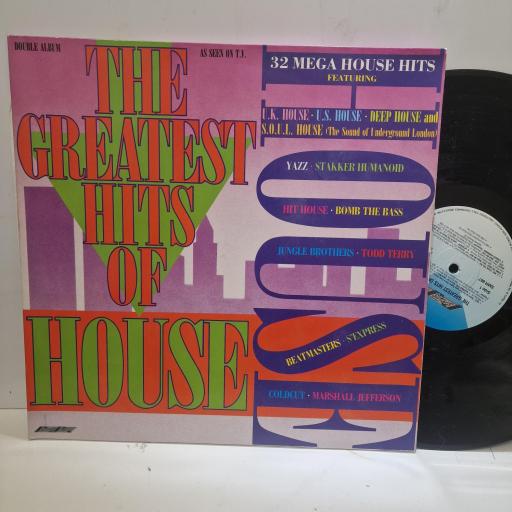 DOUBLE ALBUM
AS SEEN ON T.V.
THE
GREATEST
HITS
OF
HOUSE
HOUSE
32 MEGA HOUSE HITS
FEATURING
U.K. HOUSE · U.S. HOUSE · DEEP HOUSE and
S.O.U.L. HOUSE (The Sound of Underground London)
YAZZ · STAKKER HUMANOID
HIT HOUSE · BOMB THE BASS
JUNGLE BROTHERS · TODD TERRY
BEATMASTERS · S'EXPRESS
COLDCUT · MARSHALL JEFFERSON